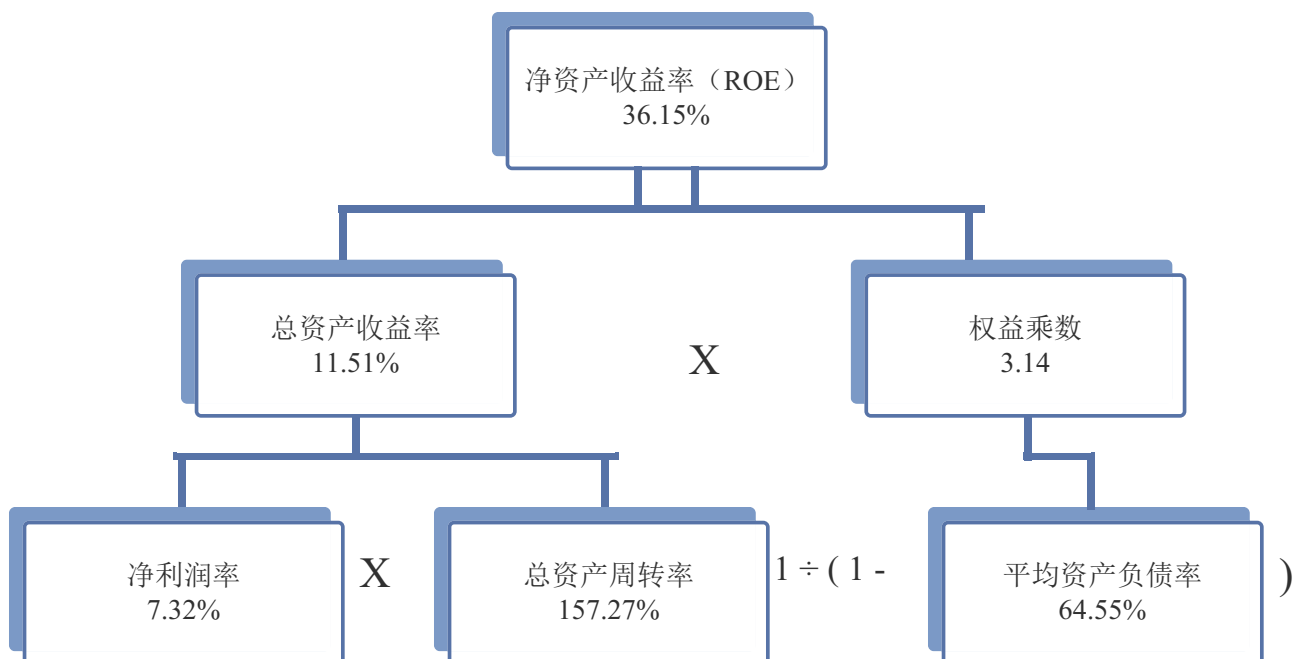 净资产收益率（ROE）
36.15%
总资产收益率
11.51%
X
权益乘数
3.14
净利润率
7.32%
X
总资产周转率
157.27%
1 ÷ ( 1 -
平均资产负债率
64.55%
)